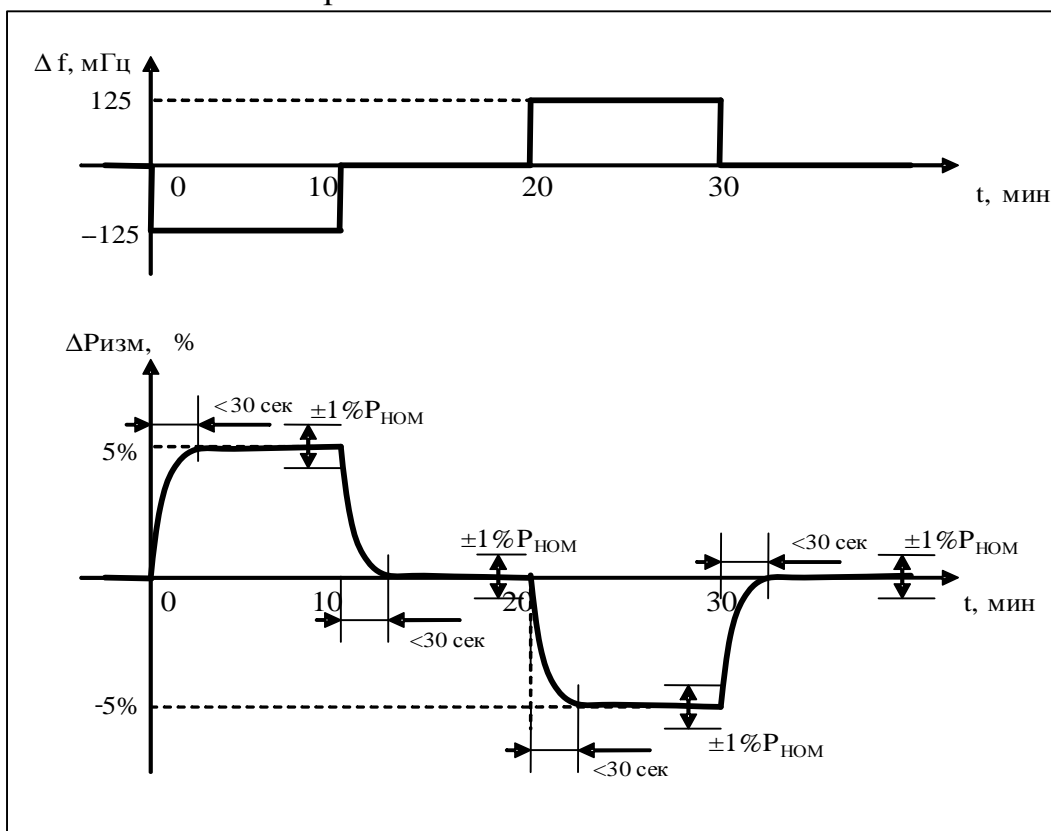 Δ f, мГц
125
0
10
20
30
t, мин
−125
ΔPизм, %
<30 сек
±1%PНОМ
5%
±1%PНОМ
<30 сек
±1%PНОМ
0
10
20
30
t, мин
<30 сек
-5%
±1%PНОМ
<30 сек